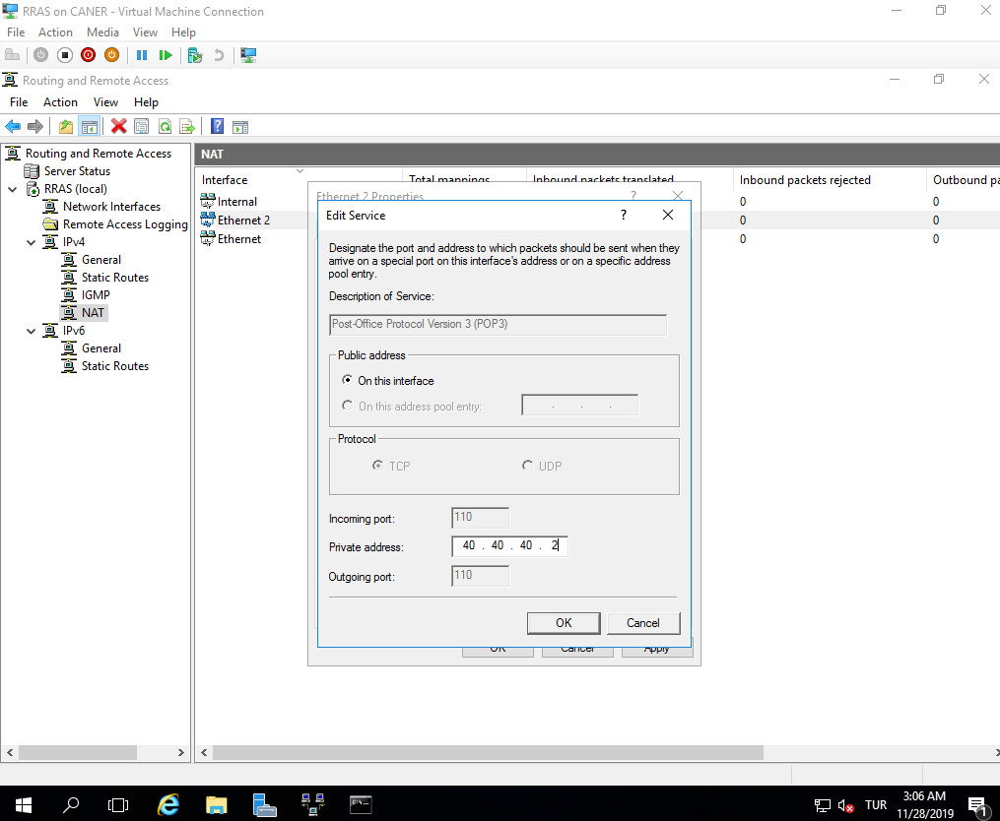 RRAS on CANER - Virtual Machine Connection
File Action Media View Help
Routing and Remote Access
File Action View Help
Routing and Remote Access
Server Status
RRAS (local)
Network Interfaces
Remote Access Logging
IPv4
General
Static Routes
IGMP
NAT
IPv6
General
Static Routes
NAT
Interface Total mappings Inbound packets translated Inbound packets rejected Outbound pa
Internal 0 0
Ethernet 2 0 0
Ethernet 0 0
Ethernet 2 Properties ?
Edit Service ?
Designate the port and address to which packets should be sent when they
arrive on a special port on this interface's address or on a specific address
pool entry.
Description of Service:
Post-Office Protocol Version 3 (POP3)
Public address
On this interface
On this address pool entry: . . .
Protocol
TCP UDP
Incoming port: 110
Private address: 40 . 40 . 40 . 2
Outgoing port: 110
OK Cancel
OK Cancel Apply
TUR
3:06 AM
11/28/2019
1